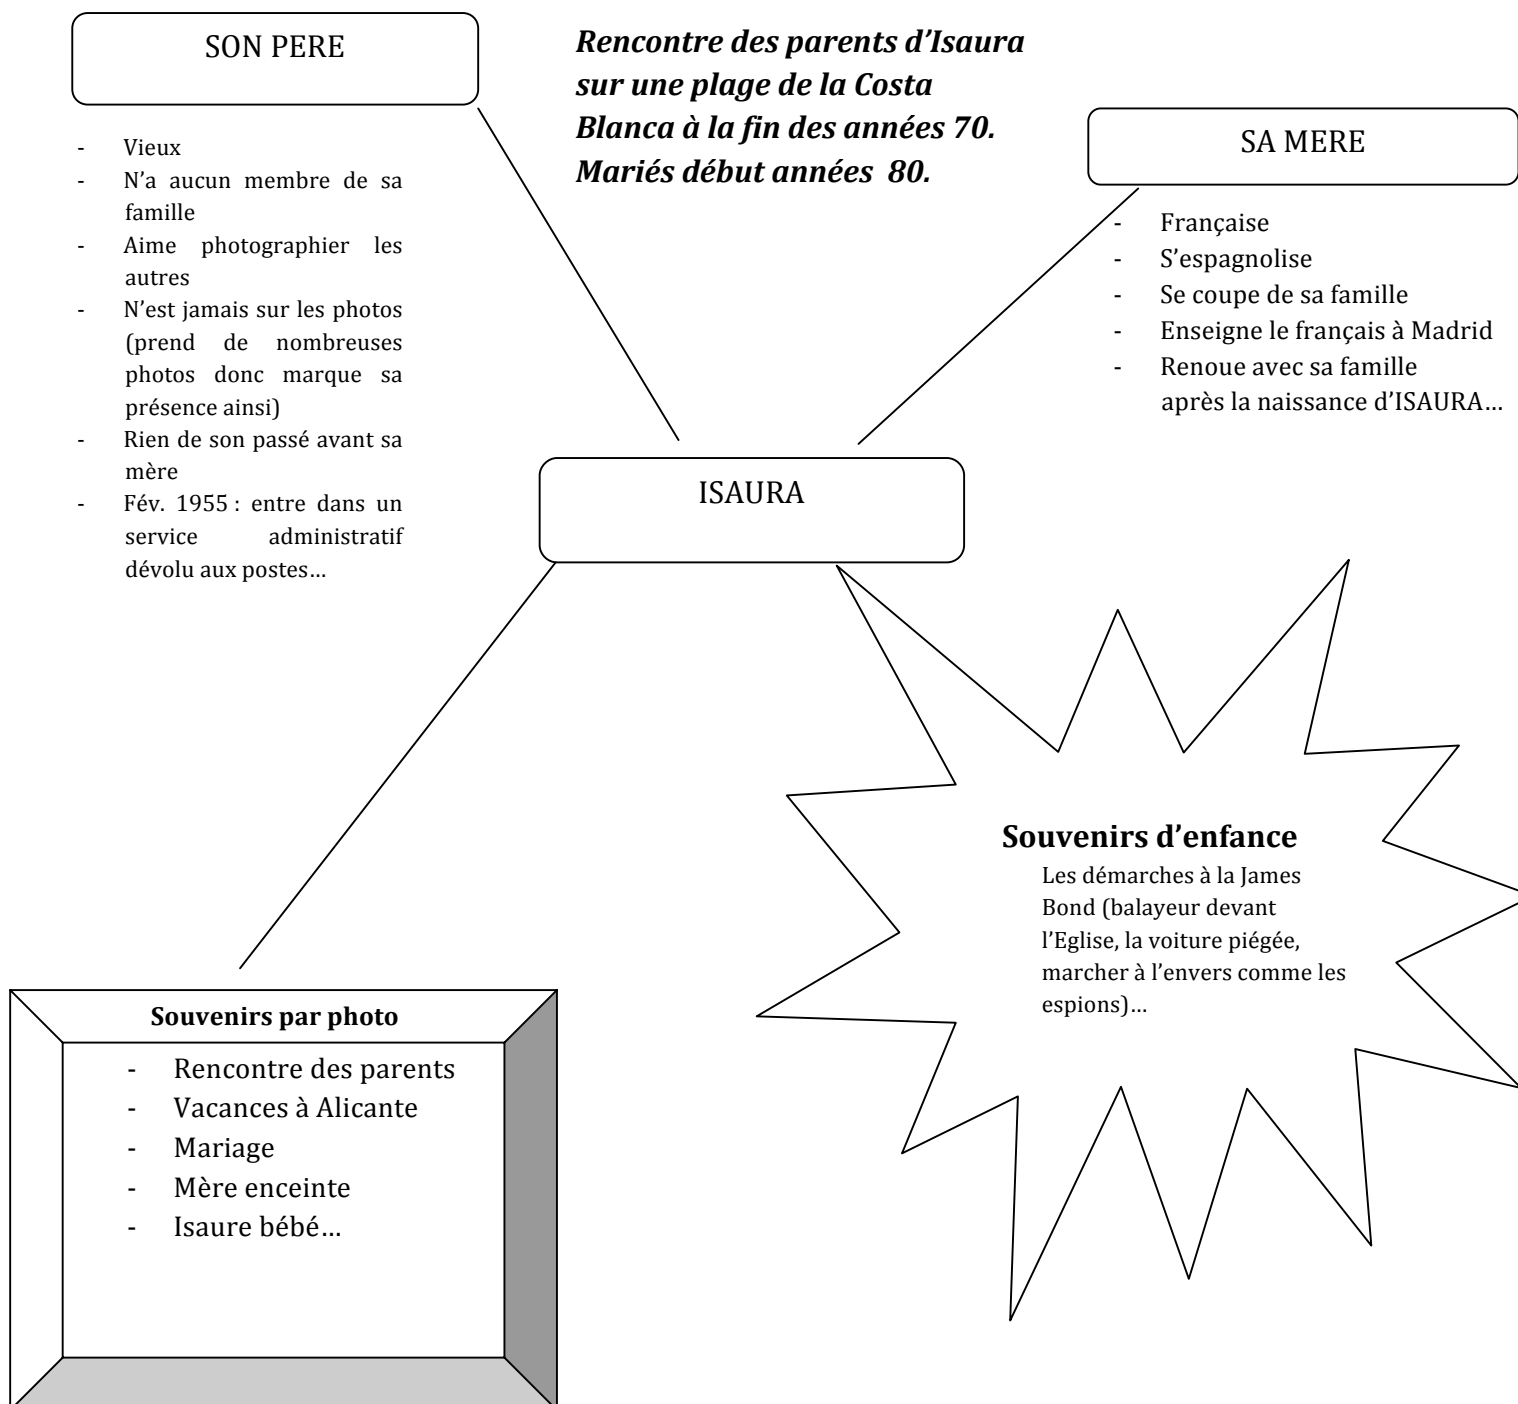 SON PERE
Rencontre des parents d’Isaura
sur une plage de la Costa
Blanca à la fin des années 70.
Mariés début années  80.
SA MERE
- Vieux
- N’a aucun membre de sa
famille
- Aime photographier les
autres
- N’est jamais sur les photos
(prend de nombreuses
photos donc marque sa
présence ainsi)
- Rien de son passé avant sa
mère
- Fév. 1955 : entre dans un
service administratif
dévolu aux postes…
- Française
- S’espagnolise
- Se coupe de sa famille
- Enseigne le français à Madrid
- Renoue avec sa famille
après la naissance d’ISAURA…
ISAURA
Souvenirs d’enfance
Les démarches à la James
Bond (balayeur devant
l’Eglise, la voiture piégée,
marcher à l’envers comme les
espions)…
Souvenirs par photo
- Rencontre des parents
- Vacances à Alicante
- Mariage
- Mère enceinte
- Isaure bébé…